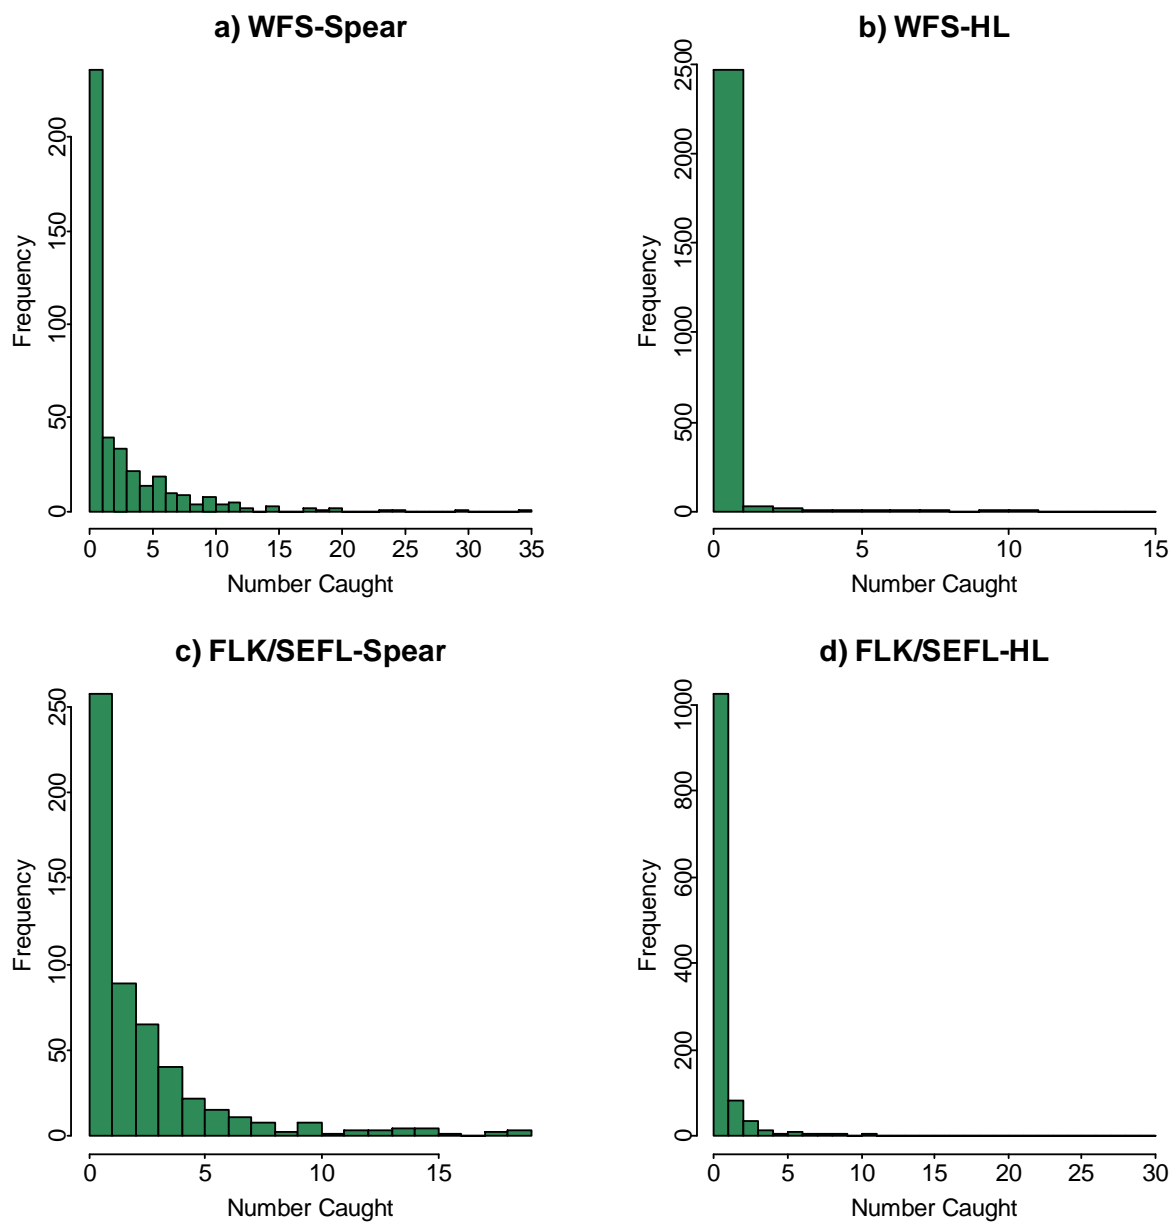 a) WFS-Spear
Frequency
0 50 100 150 200
0 5 10 15 20 25 30 35
Number Caught
b) WFS-HL
Frequency
0 500 1000 1500 2000 2500
0 5 10 15
Number Caught
c) FLK/SEFL-Spear
Frequency
0 50 100 150 200 250
0 5 10 15
Number Caught
d) FLK/SEFL-HL
Frequency
0 200 400 600 800 1000
0 5 10 15 20 25 30
Number Caught